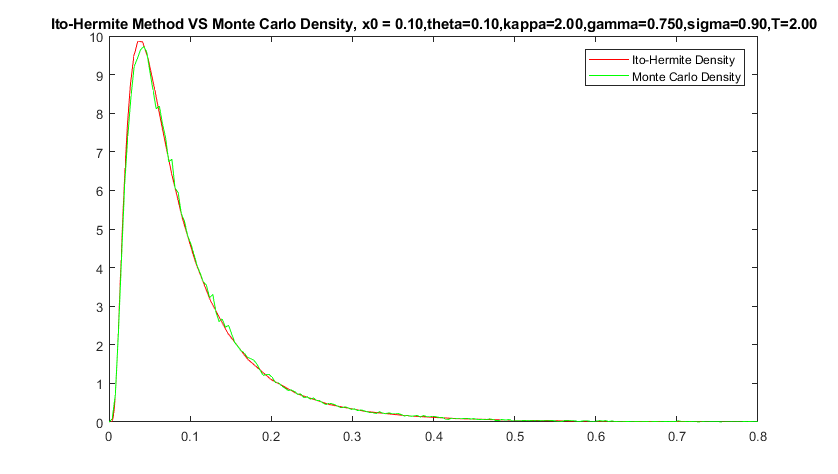 Ito-Hermite Method VS Monte Carlo Density, x0 = 0.10,theta=0.10,kappa=2.00,gamma=0.750,sigma=0.90,T=2.00
Ito-Hermite Density
Monte Carlo Density
10
9
8
7
6
5
4
3
2
1
0
0 0.1 0.2 0.3 0.4 0.5 0.6 0.7 0.8